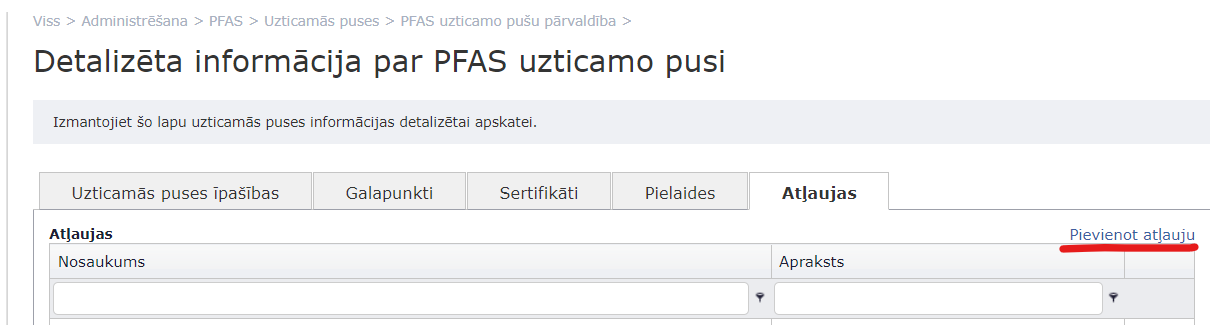 Viss > Administrēšana > PFAS > Uzticamās puses > PFAS uzticamo pušu pārvaldība >
Detalizēta informācija par PFAS uzticamo pusi
Izmantojiet šo lapu uzticamās puses informācijas detalizētai apskatei.
Uzticamās puses īpašības Galapunkti Sertifikāti Pielaides Atļaujas
Atļaujas Pievienot atļauju
Nosaukums Apraksts